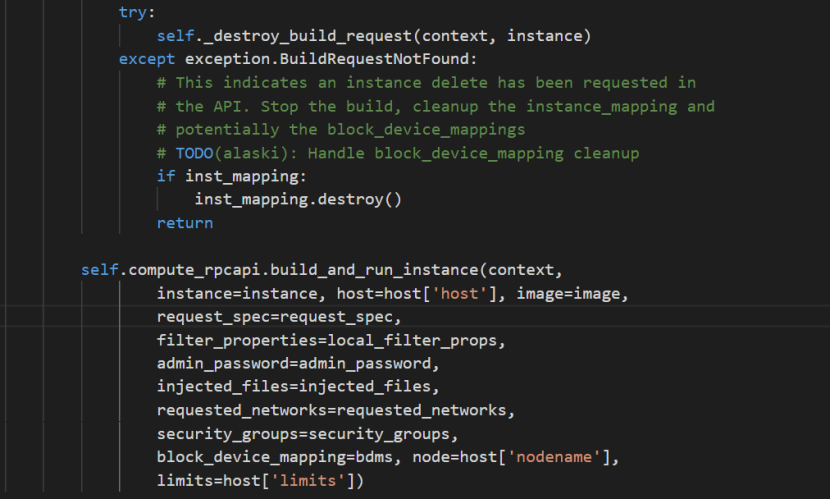 try:
self._destroy_build_request(context, instance)
except exception.BuildRequestNotFound:
# This indicates an instance delete has been requested in
# the API. Stop the build, cleanup the instance_mapping and
# potentially the block_device_mappings
# TODO(alaski): Handle block_device_mapping cleanup
if inst_mapping:
inst_mapping.destroy()
return
self.compute_rpcapi.build_and_run_instance(context,
instance=instance, host=host['host'], image=image,
request_spec=request_spec,
filter_properties=local_filter_props,
admin_password=admin_password,
injected_files=injected_files,
requested_networks=requested_networks,
security_groups=security_groups,
block_device_mapping=bdms, node=host['nodename'],
limits=host['limits'])